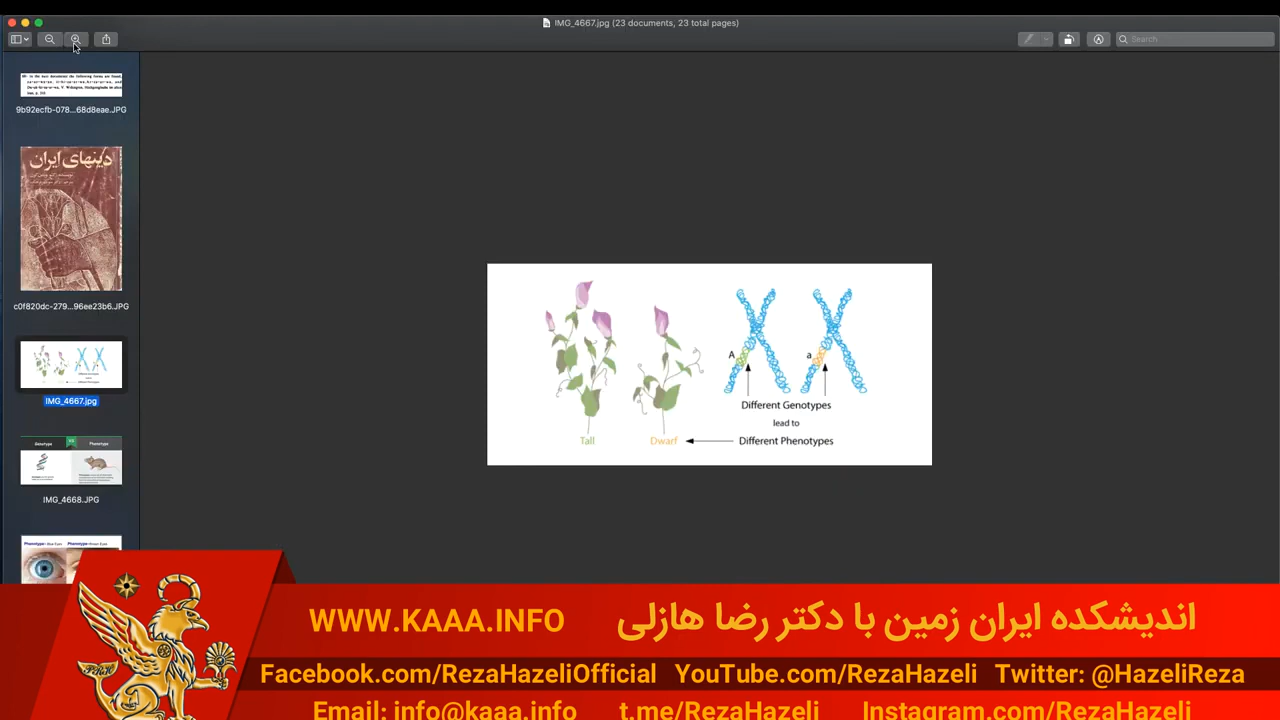 IMG_4667.jpg (23 documents, 23 total pages)
Search
9b92ecfb-078...68d8eae.JPG
دینهای ایران
c0f820dc-279...96ee23b6.JPG
IMG_4667.jpg
Genotype
Phenotype
IMG_4668.JPG
Phenotype
Phenotype
A
a
Different Genotypes
lead to
Tall
Dwarf
Different Phenotypes
WWW.KAAA.INFO اندیشکده ایران زمین با دکتر رضا هازلی
Facebook.com/RezaHazeliOfficial YouTube.com/RezaHazeli Twitter: @HazeliReza
Email: info@kaaa.info t.me/RezaHazeli Instagram.com/RezaHazeli